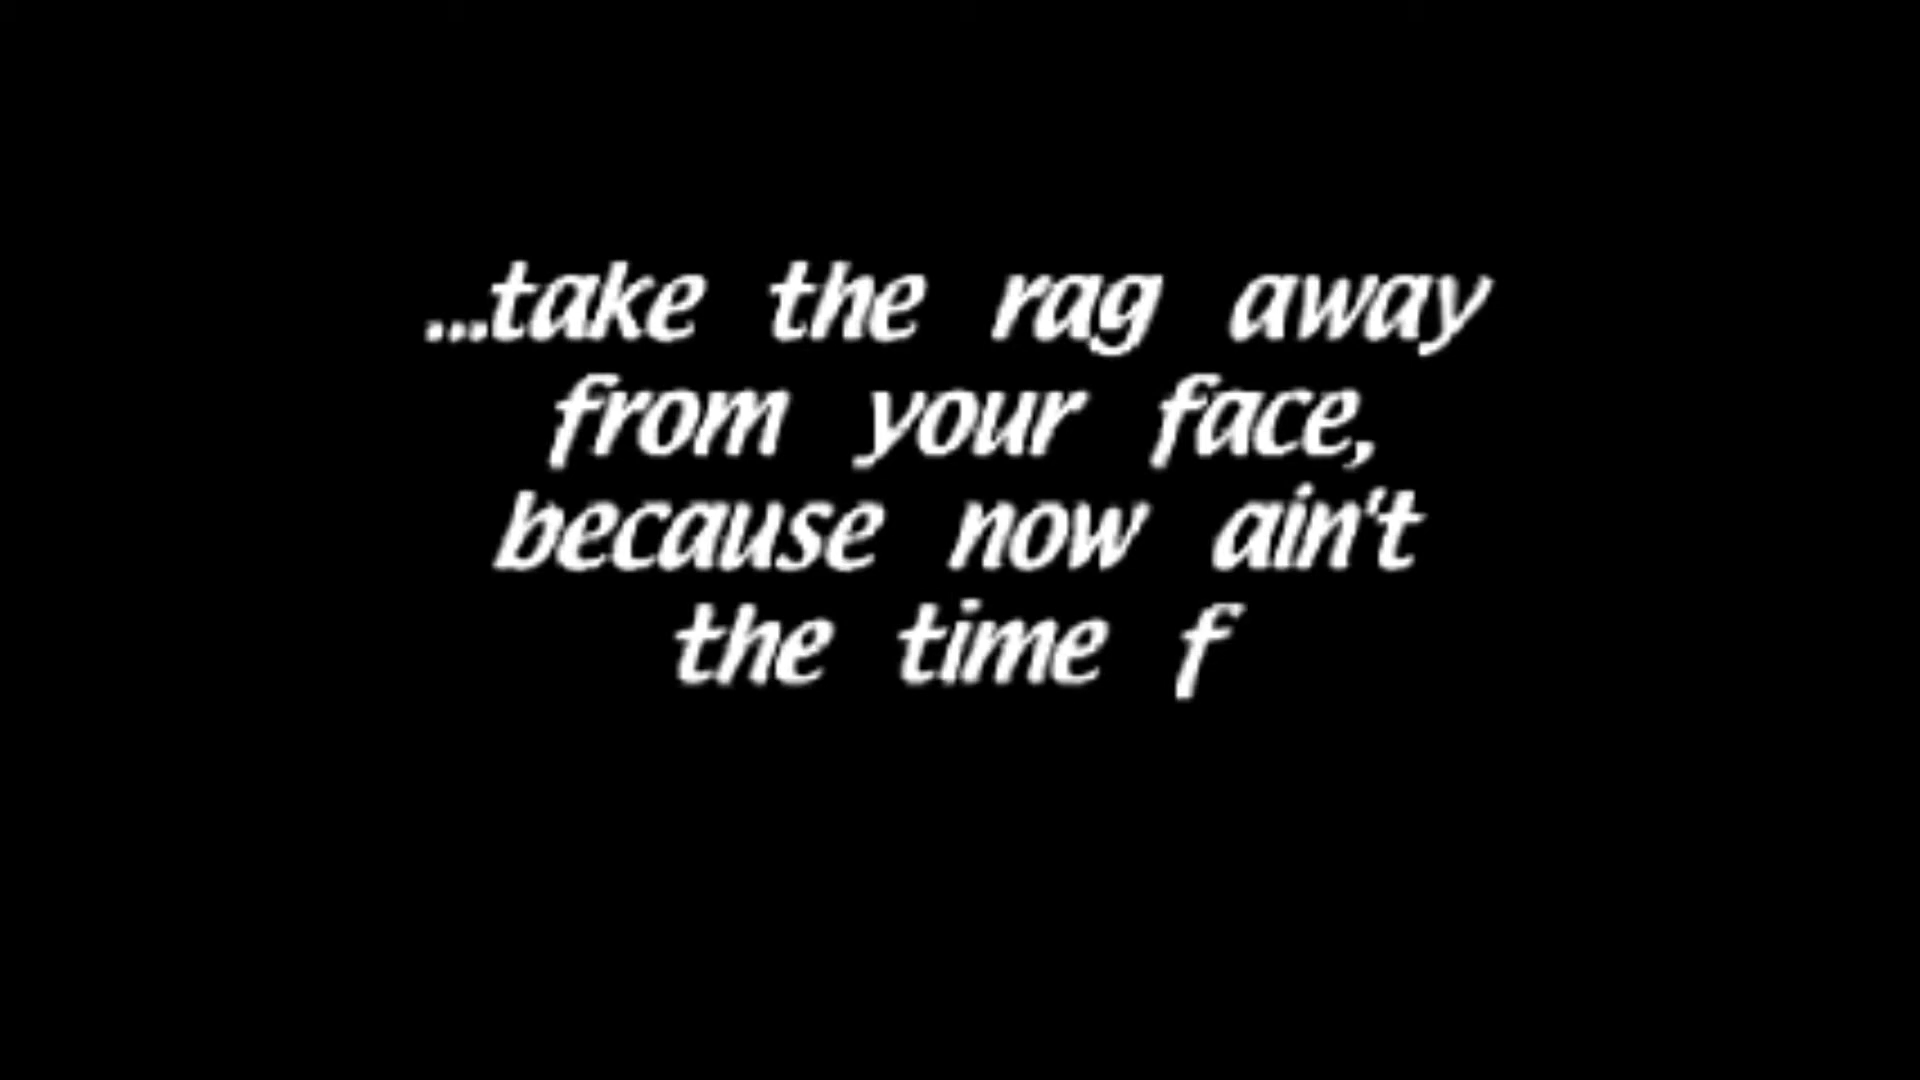 ...take the rag away
from your face,
because now ain't
the time f